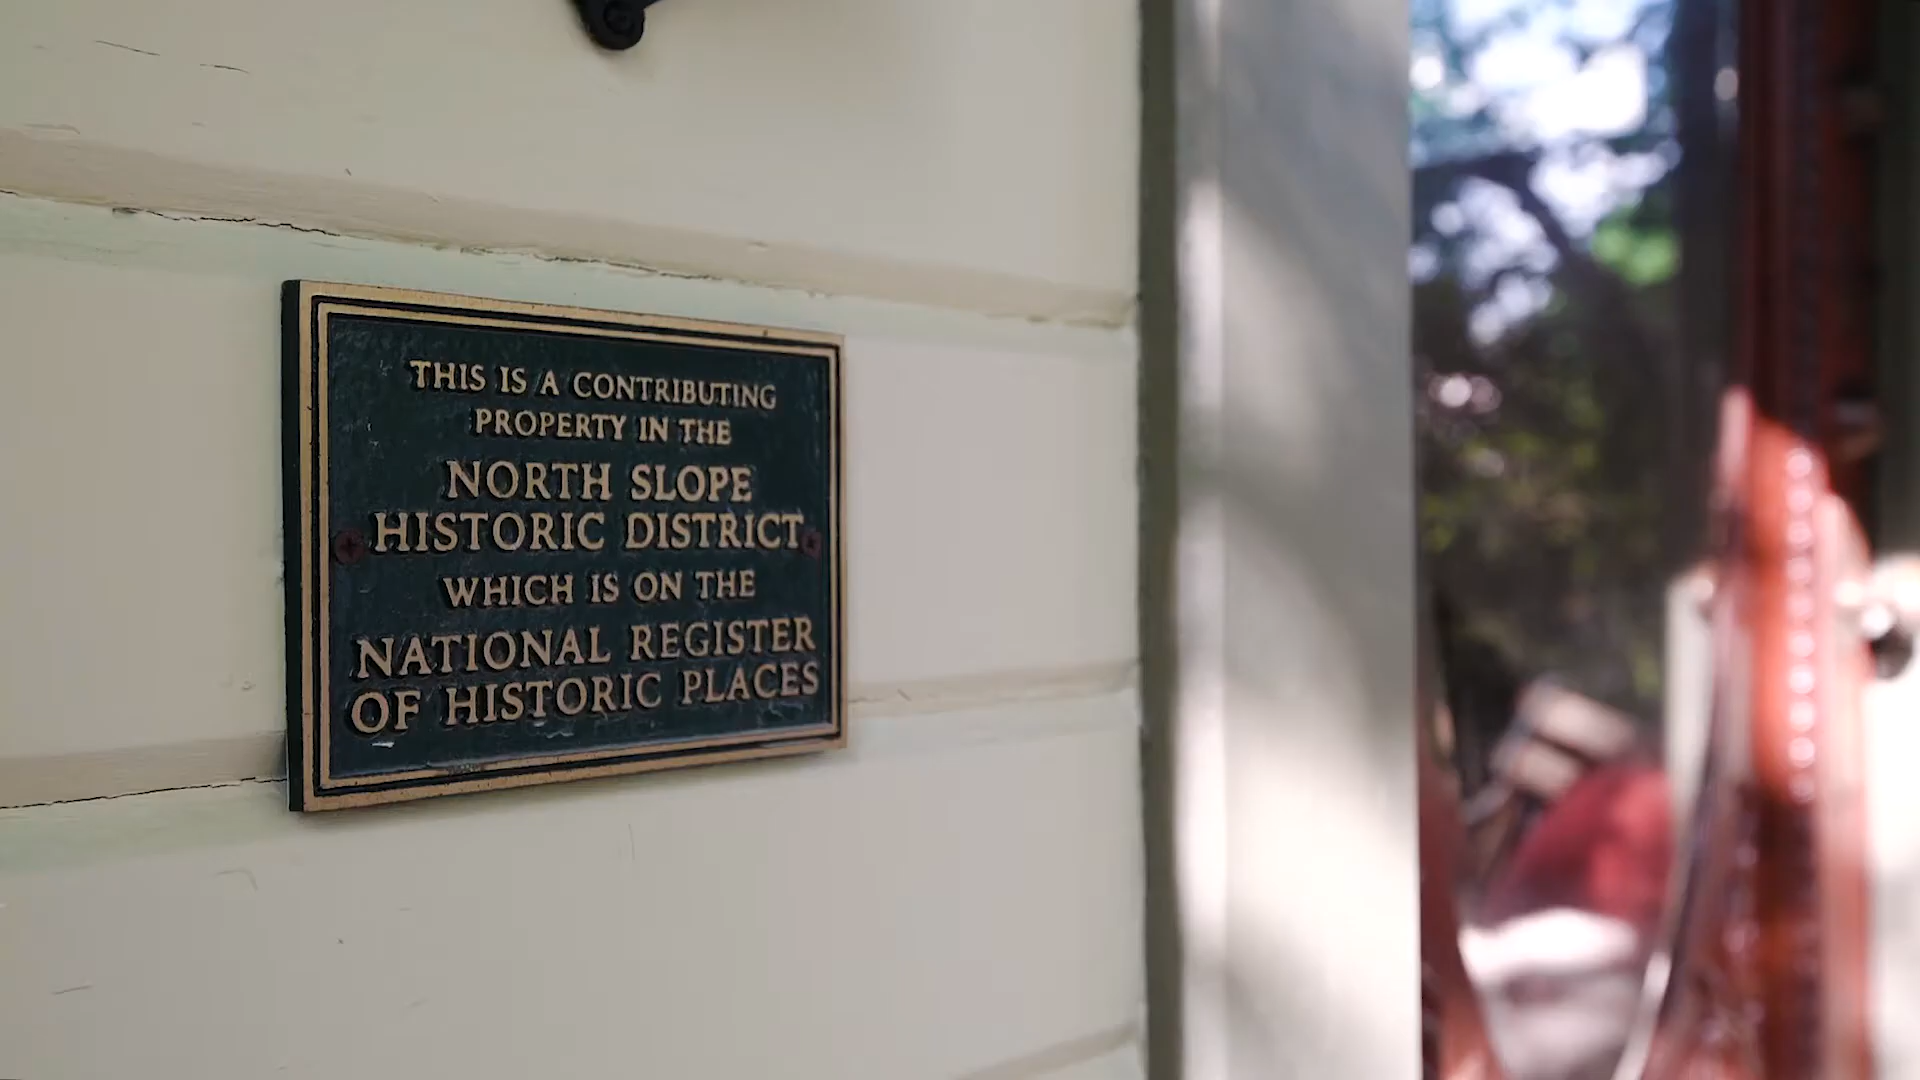 THIS IS A CONTRIBUTING
PROPERTY IN THE
NORTH SLOPE
HISTORIC DISTRICT
WHICH IS ON THE
NATIONAL REGISTER
OF HISTORIC PLACES